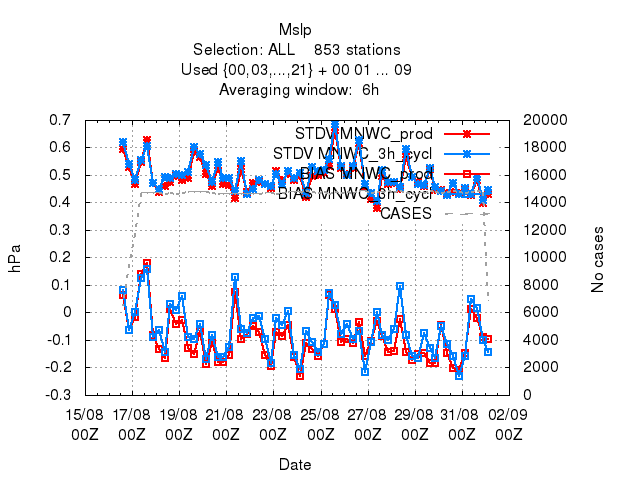 Mslp
Selection: ALL    853 stations
Used {00,03,...,21} + 00 01 ... 09
Averaging window:  6h
0.7 20000
STDV MNWC_prod
0.6 18000
STDV MNWC_3h_cycl
0.5 16000
BIAS MNWC_prod
BIAS MNWC_3h_cycl
0.4 14000
CASES
0.3 12000
0.2 10000
0.1 8000
0 6000
-0.1 4000
-0.2 2000
-0.3 0
hPa
No cases
15/08 17/08 19/08 21/08 23/08 25/08 27/08 29/08 31/08 02/09
00Z 00Z 00Z 00Z 00Z 00Z 00Z 00Z 00Z 00Z
Date